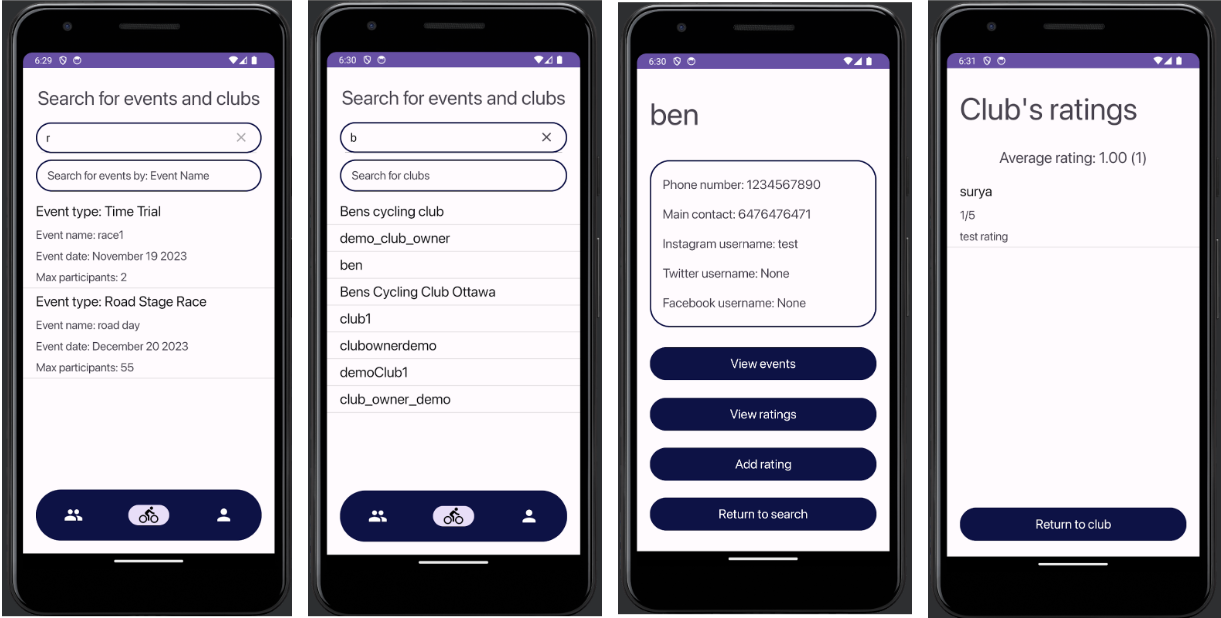 6:29
Search for events and clubs
r
Search for events by: Event Name
Event type: Time Trial
Event name: race1
Event date: November 19 2023
Max participants: 2
Event type: Road Stage Race
Event name: road day
Event date: December 20 2023
Max participants: 55
6:30
Search for events and clubs
b
Search for clubs
Bens cycling club
demo_club_owner
ben
Bens Cycling Club Ottawa
club1
clubownerdemo
demoClub1
club_owner_demo
6:30
ben
Phone number: 1234567890
Main contact: 6476476471
Instagram username: test
Twitter username: None
Facebook username: None
View events
View ratings
Add rating
Return to search
6:31
Club's ratings
Average rating: 1.00 (1)
surya
1/5
test rating
Return to club